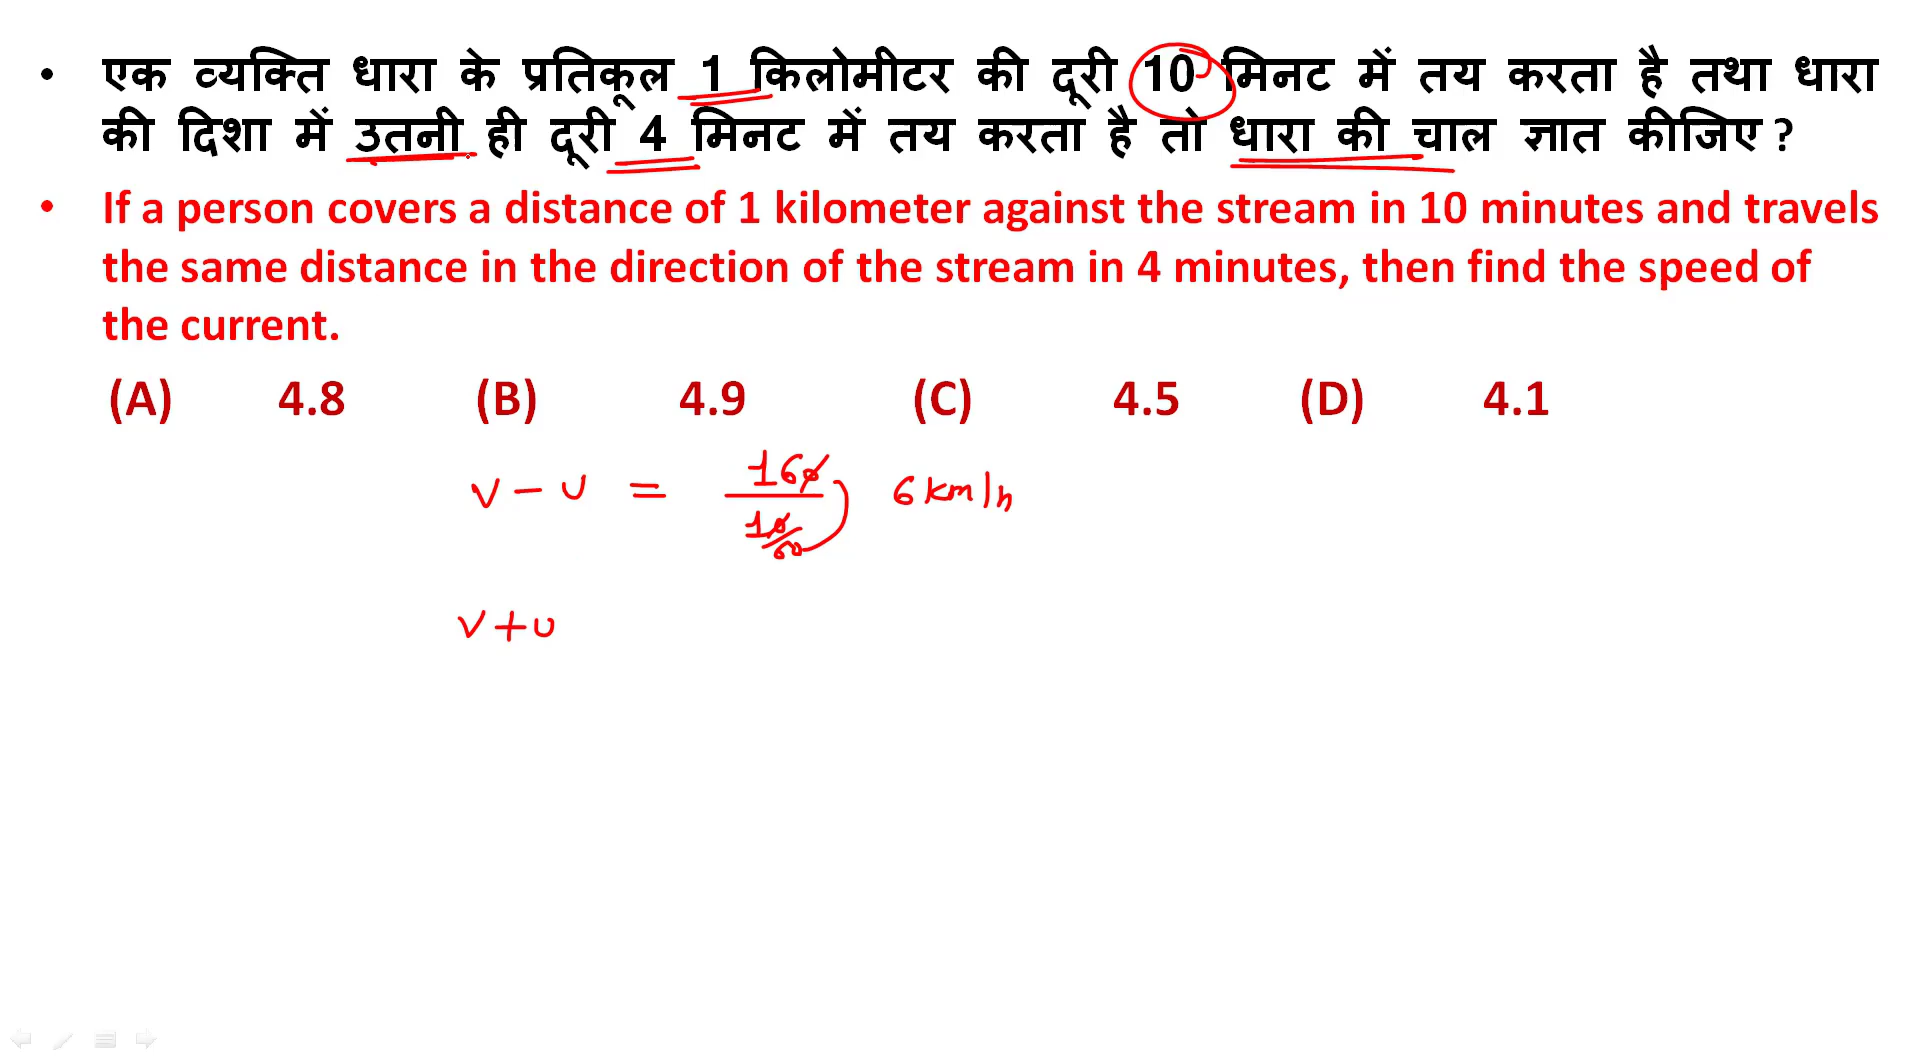 • एक व्यक्ति धारा के प्रतिकूल 1 किलोमीटर की दूरी 10 मिनट में तय करता है तथा धारा
की दिशा में उतनी ही दूरी 4 मिनट में तय करता है तो धारा की चाल ज्ञात कीजिए ?
• If a person covers a distance of 1 kilometer against the stream in 10 minutes and travels
the same distance in the direction of the stream in 4 minutes, then find the speed of
the current.
(A) 4.8 (B) 4.9 (C) 4.5 (D) 4.1
v - u = 160 / 10/60 6 km/h
v + u